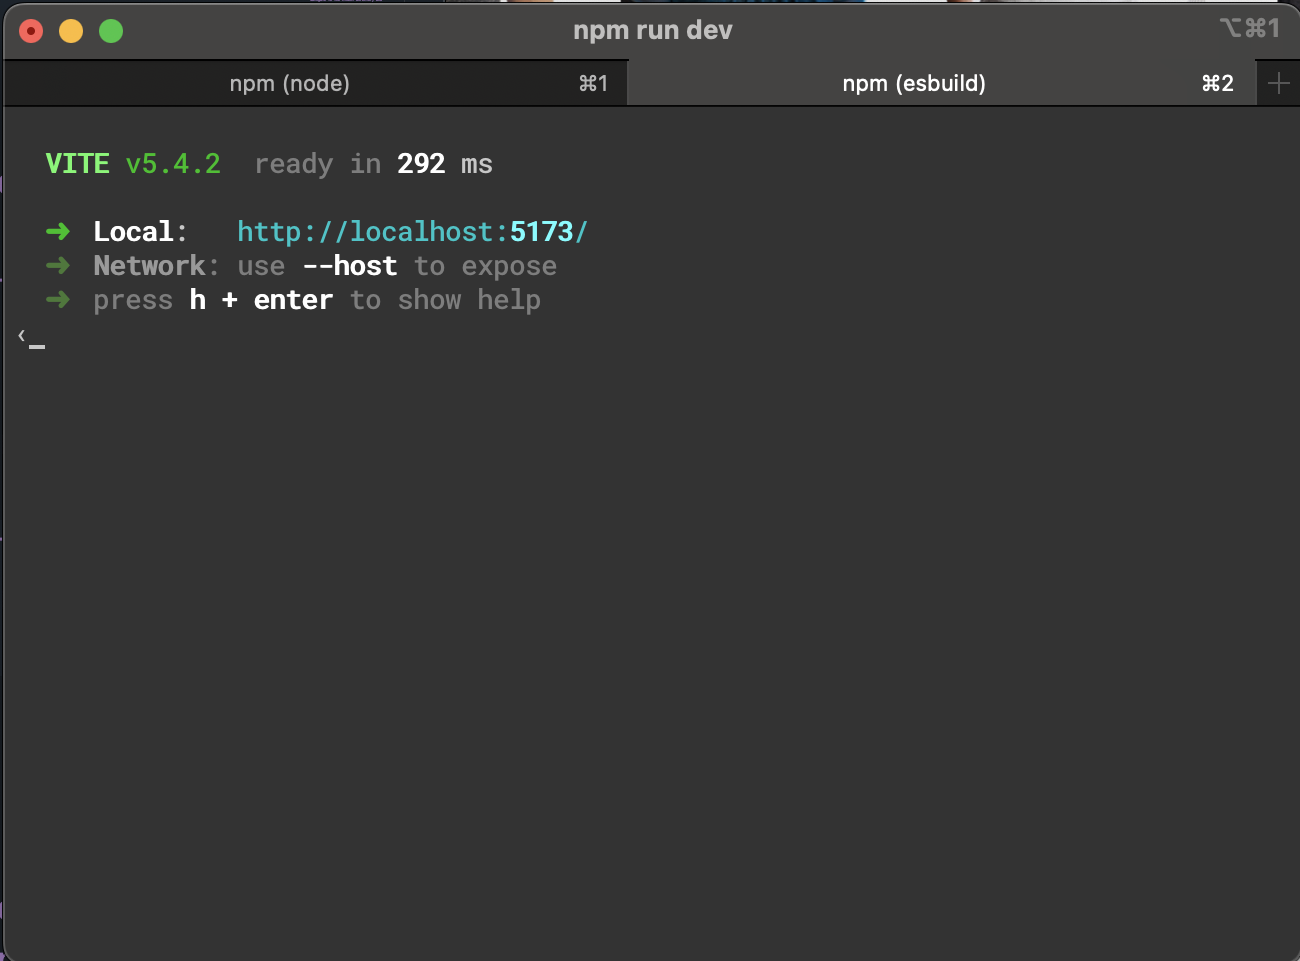 npm run dev ⌥⌘1
npm (node) ⌘1 npm (esbuild) ⌘2 +
VITE v5.4.2 ready in 292 ms
➜ Local: http://localhost:5173/
➜ Network: use --host to expose
➜ press h + enter to show help
‹_